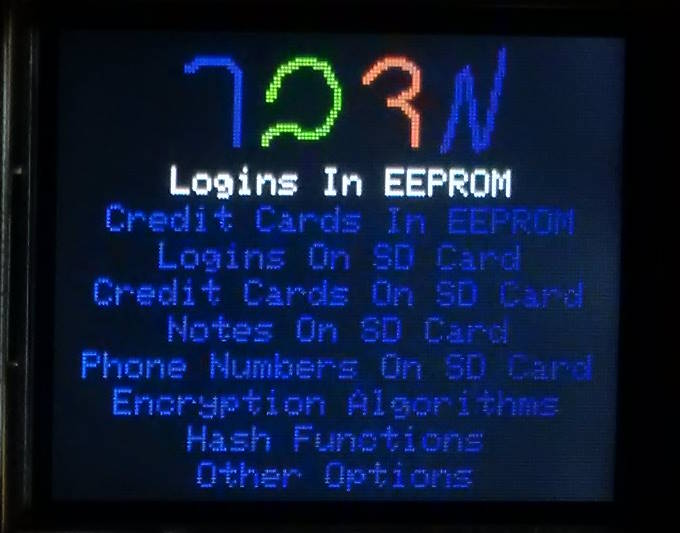 Logins In EEPROM
Credit Cards In EEPROM
Logins On SD Card
Credit Cards On SD Card
Notes On SD Card
Phone Numbers On SD Card
Encryption Algorithms
Hash Functions
Other Options